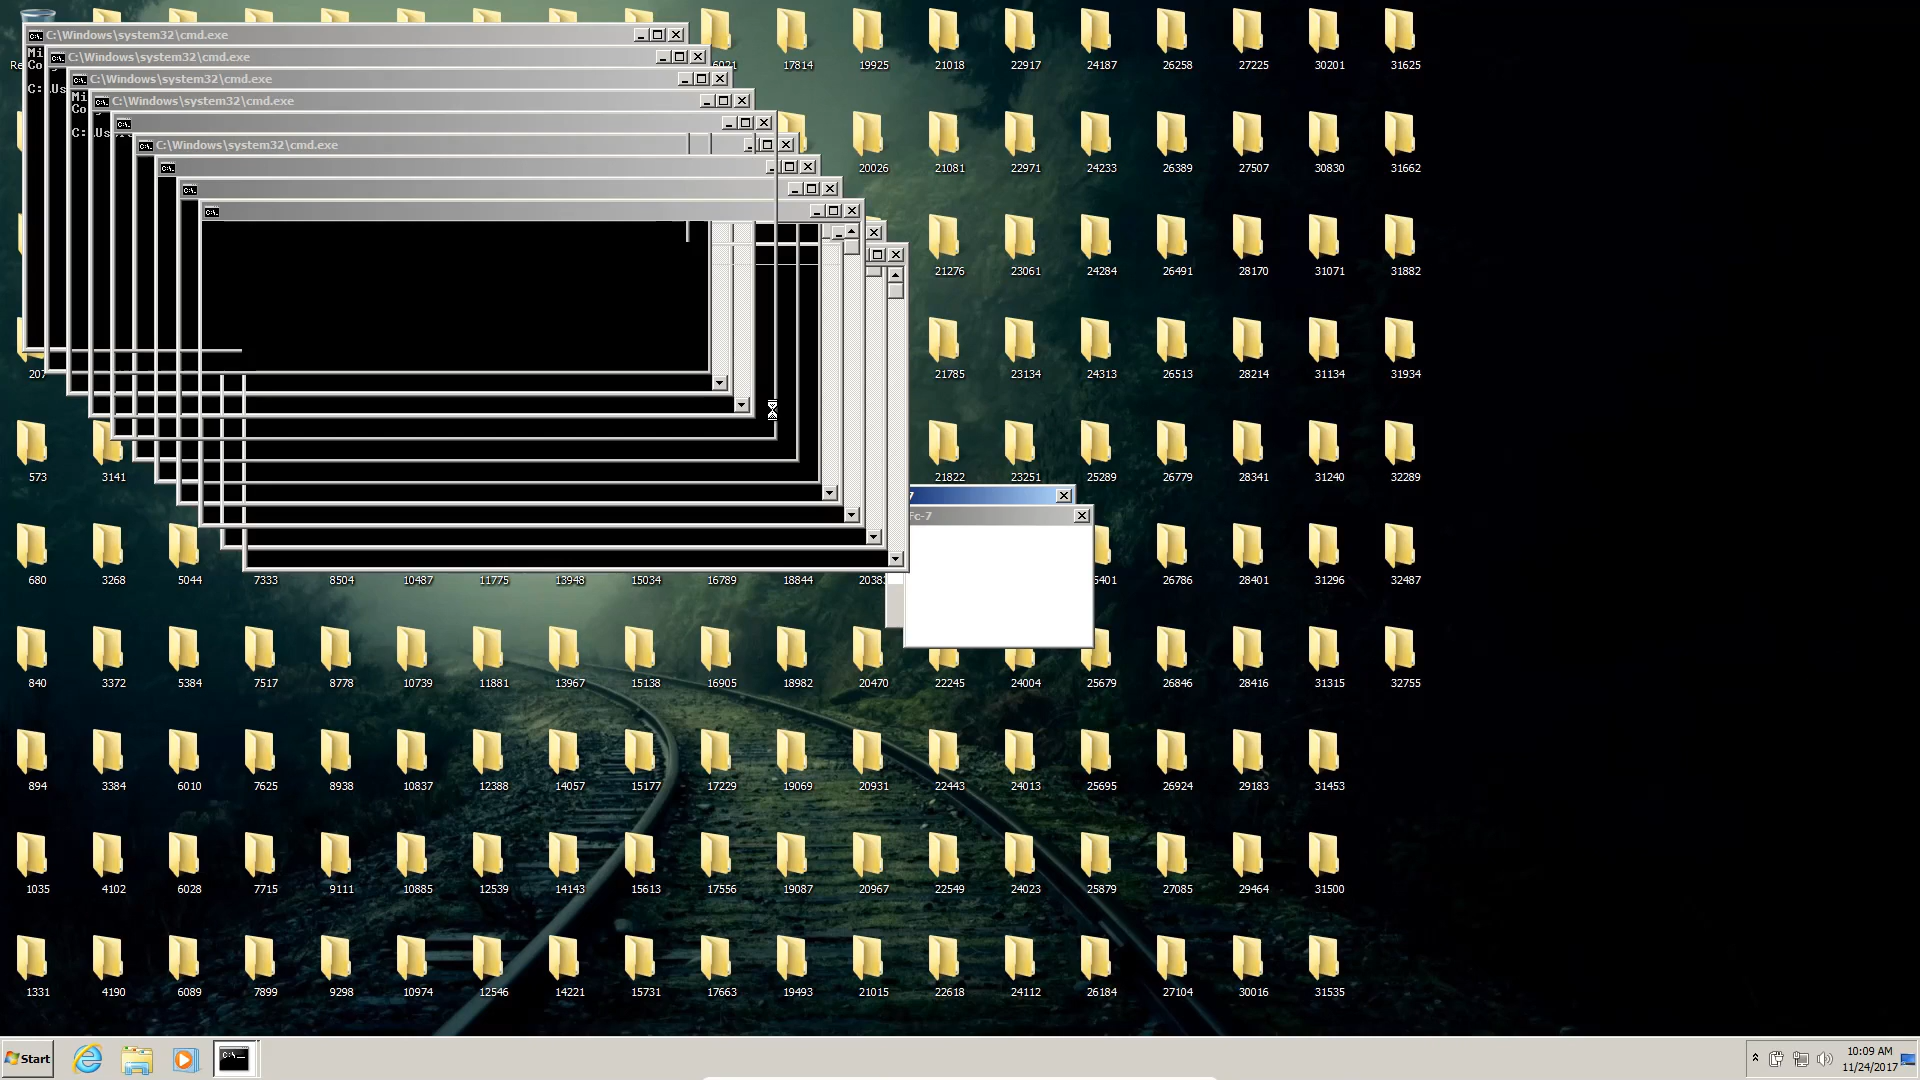 C:\Windows\system32\cmd.exe
C:\Windows\system32\cmd.exe
C:\Windows\system32\cmd.exe
C:\Windows\system32\cmd.exe
C:\Windows\system32\cmd.exe
Mi
Co
C:\Us
Mi
Co
C:\Us
17814 19925 21018 22917 24187 26258 27225 30201 31625
20026 21081 22971 24233 26389 27507 30830 31662
21276 23061 24284 26491 28170 31071 31882
207 21785 23134 24313 26513 28214 31134 31934
573 3141 21822 23251 25289 26779 28341 31240 32289
7
Fc-7
680 3268 5044 7333 8504 10487 11775 13948 15034 16789 18844 2038 5401 26786 28401 31296 32487
840 3372 5384 7517 8778 10739 11881 13967 15138 16905 18982 20470 22245 24004 25679 26846 28416 31315 32755
894 3384 6010 7625 8938 10837 12388 14057 15177 17229 19069 20931 22443 24013 25695 26924 29183 31453
1035 4102 6028 7715 9111 10885 12539 14143 15613 17556 19087 20967 22549 24023 25879 27085 29464 31500
1331 4190 6089 7899 9298 10974 12546 14221 15731 17663 19493 21015 22618 24112 26184 27104 30016 31535
Start
10:09 AM
11/24/2017